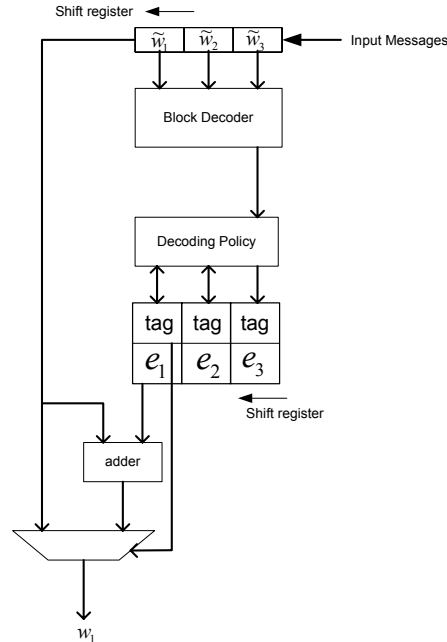 Shift register
w̃₁ w̃₂ w̃₃
Input Messages
Block Decoder
Decoding Policy
tag tag tag
e₁ e₂ e₃
Shift register
adder
w₁